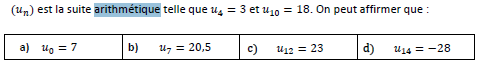 (uₙ) est la suite arithmétique telle que u₄ = 3 et u₁₀ = 18. On peut affirmer que :
a) u₀ = 7 b) u₇ = 20,5 c) u₁₂ = 23 d) u₁₄ = −28